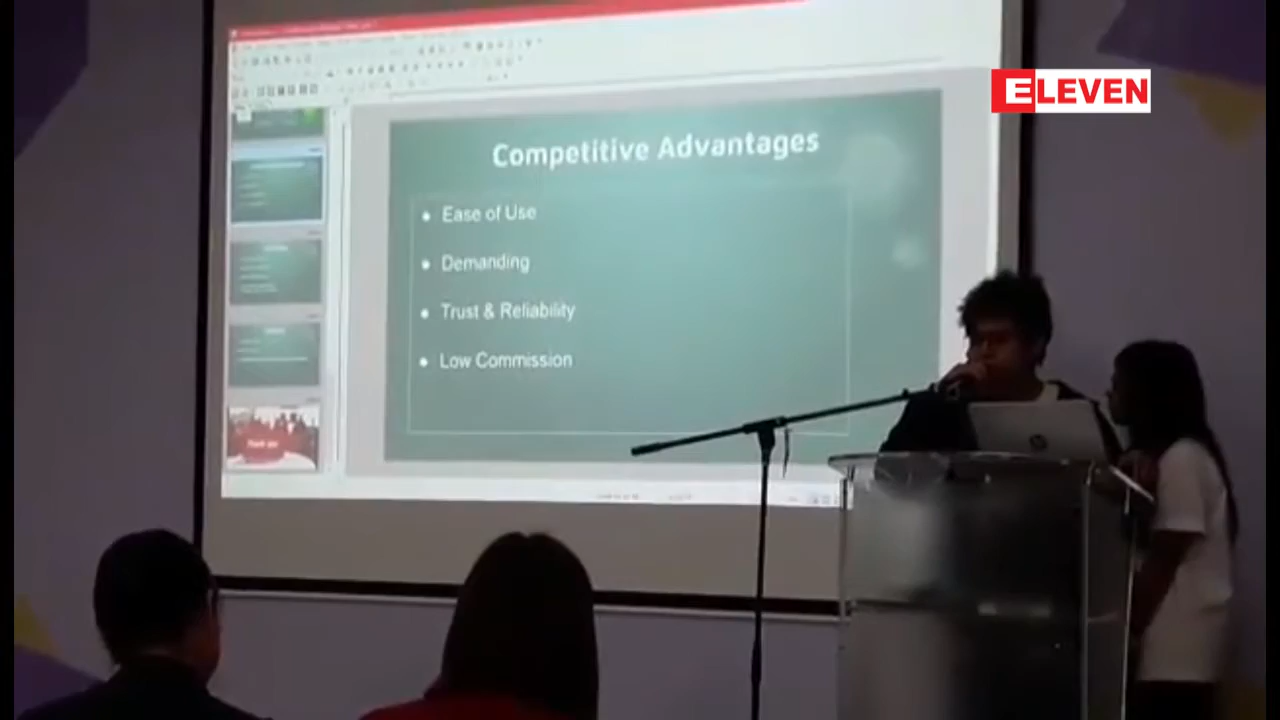 ELEVEN
Competitive Advantages
● Ease of Use
● Demanding
● Trust & Reliability
● Low Commission